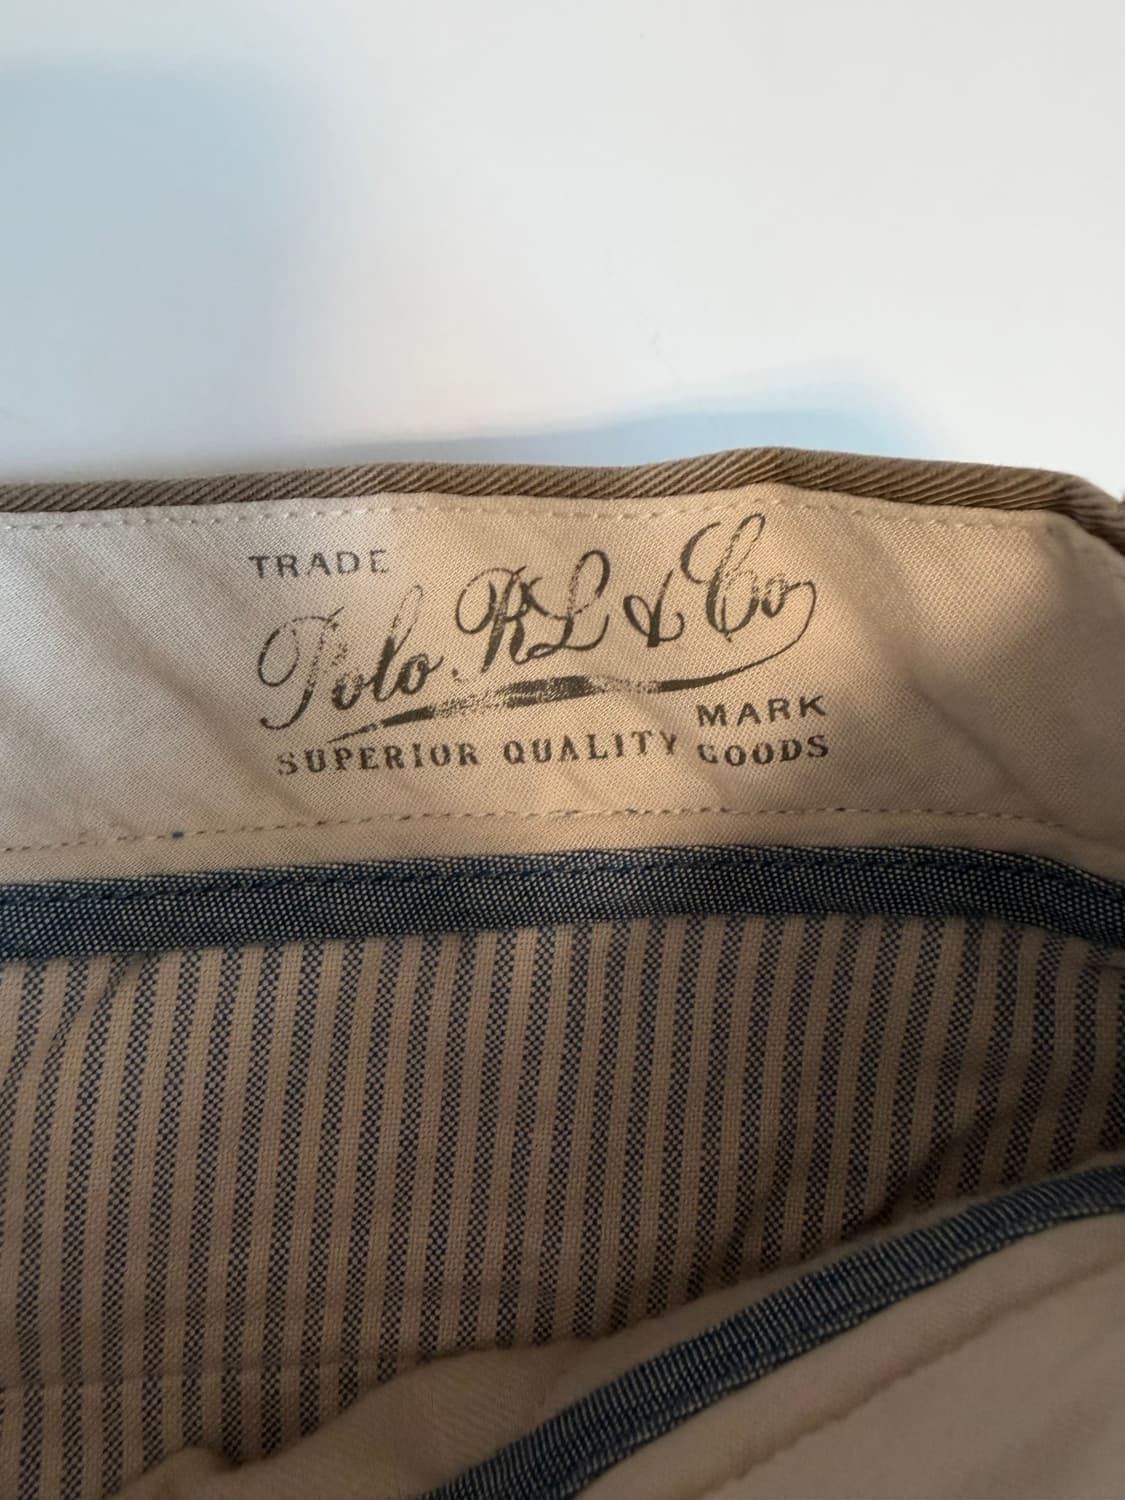 TRADE
Polo RL & Co
MARK
SUPERIOR QUALITY GOODS